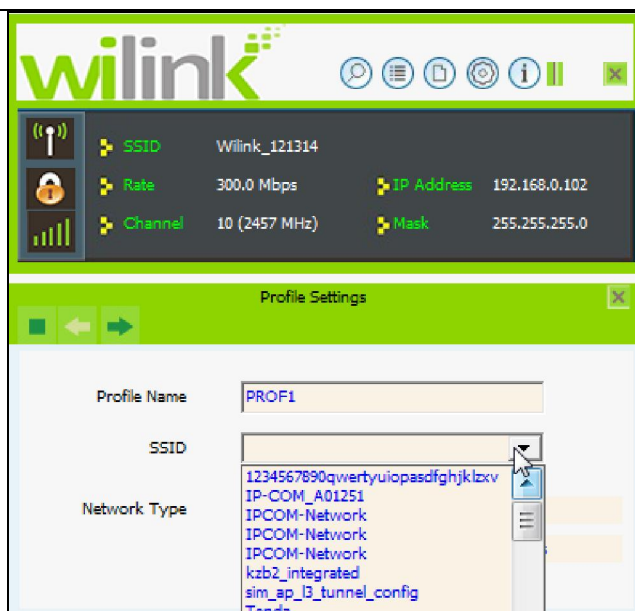 wilink
SSID Wilink_121314
Rate 300.0 Mbps IP Address 192.168.0.102
Channel 10 (2457 MHz) Mask 255.255.255.0
Profile Settings
Profile Name PROF1
SSID
1234567890qwertyuiopasdfghjklzxv
IP-COM_A01251
Network Type
IPCOM-Network
IPCOM-Network
IPCOM-Network
kzb2_integrated
sim_ap_l3_tunnel_config
Tenda